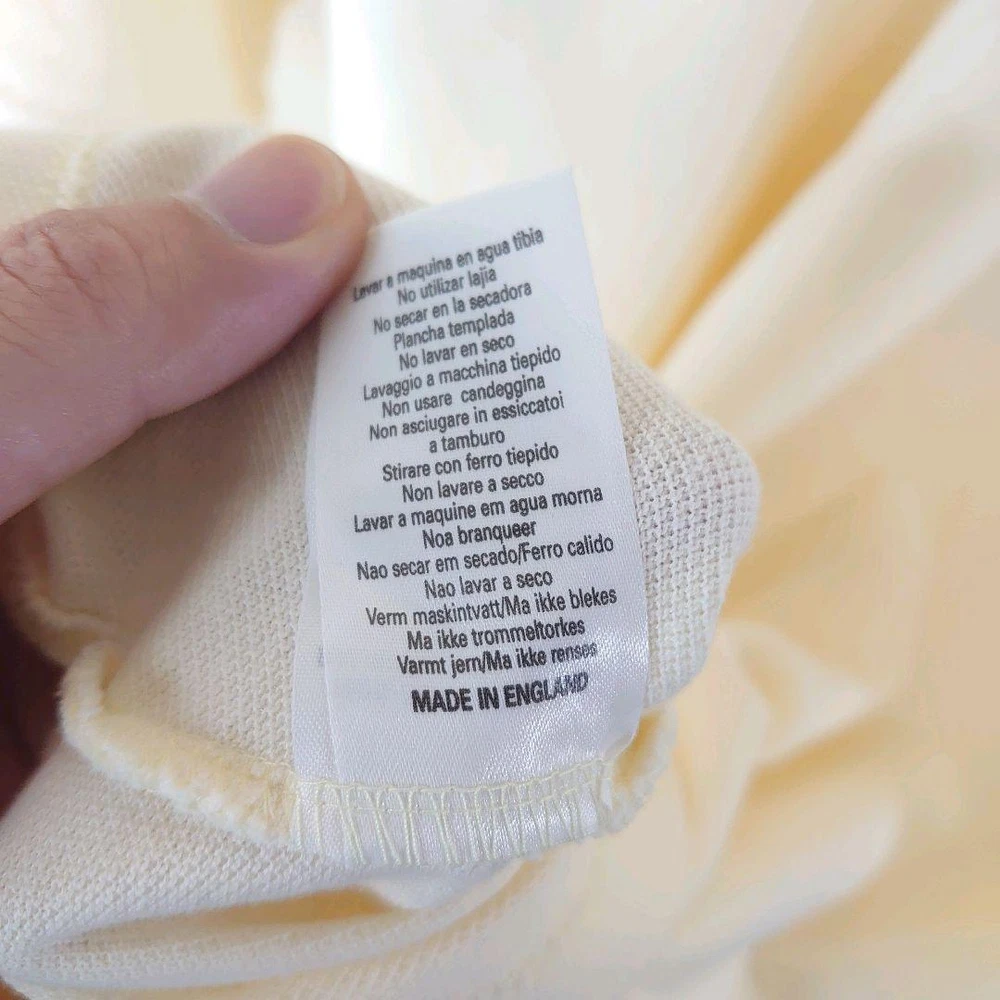 Lavar a maquina en agua tibia
No utilizar lajia
No secar en la secadora
Plancha templada
No lavar en seco
Lavaggio a macchina tiepido
Non usare candeggina
Non asciugare in essiccatoi
a tamburo
Stirare con ferro tiepido
Non lavare a secco
Lavar a maquine em agua morna
Noa branqueer
Nao secar em secado/Ferro calido
Nao lavar a seco
Verm maskintvatt/Ma ikke blekes
Ma ikke trommeltorkes
Varmt jern/Ma ikke renses
MADE IN ENGLAND